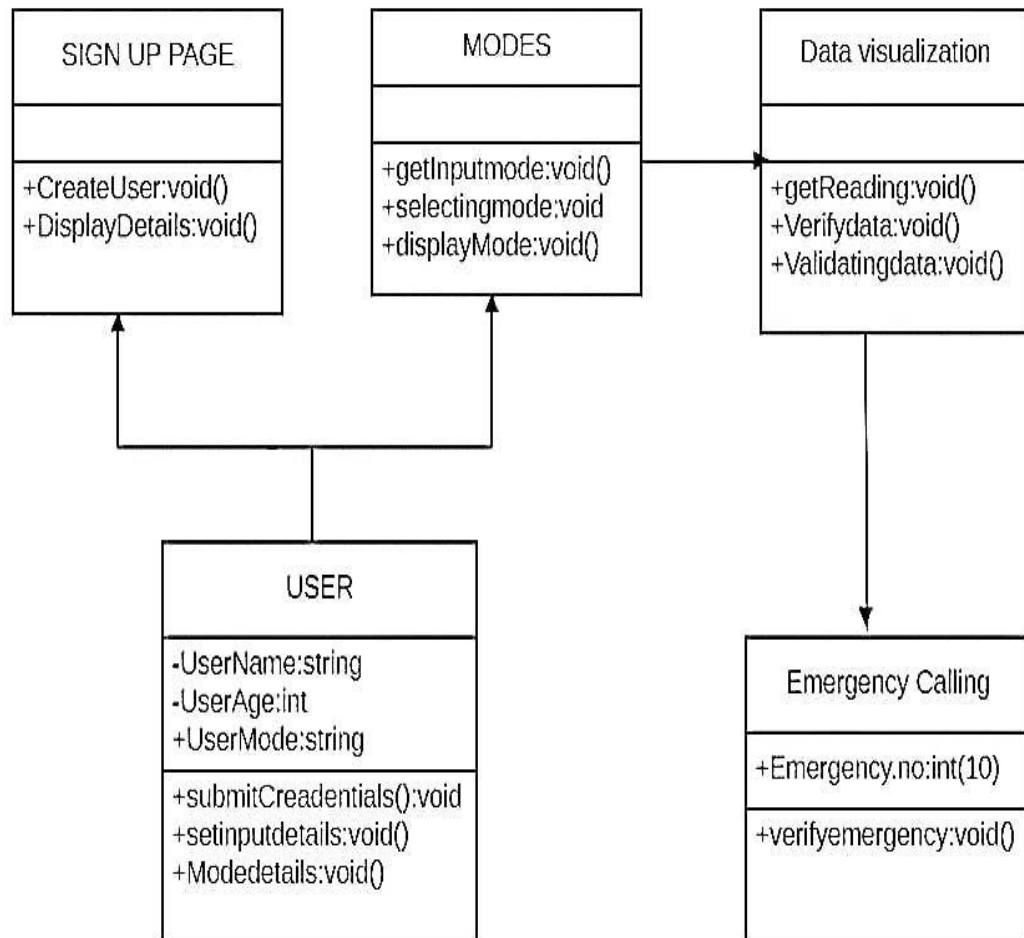 SIGN UP PAGE
+CreateUser:void()
+DisplayDetails:void()
MODES
+getInputmode:void()
+selectingmode:void
+displayMode:void()
Data visualization
+getReading:void()
+Verifydata:void()
+Validatingdata:void()
USER
-UserName:string
-UserAge:int
+UserMode:string
+submitCreadentials():void
+setinputdetails:void()
+Modedetails:void()
Emergency Calling
+Emergency.no:int(10)
+verifyemergency:void()